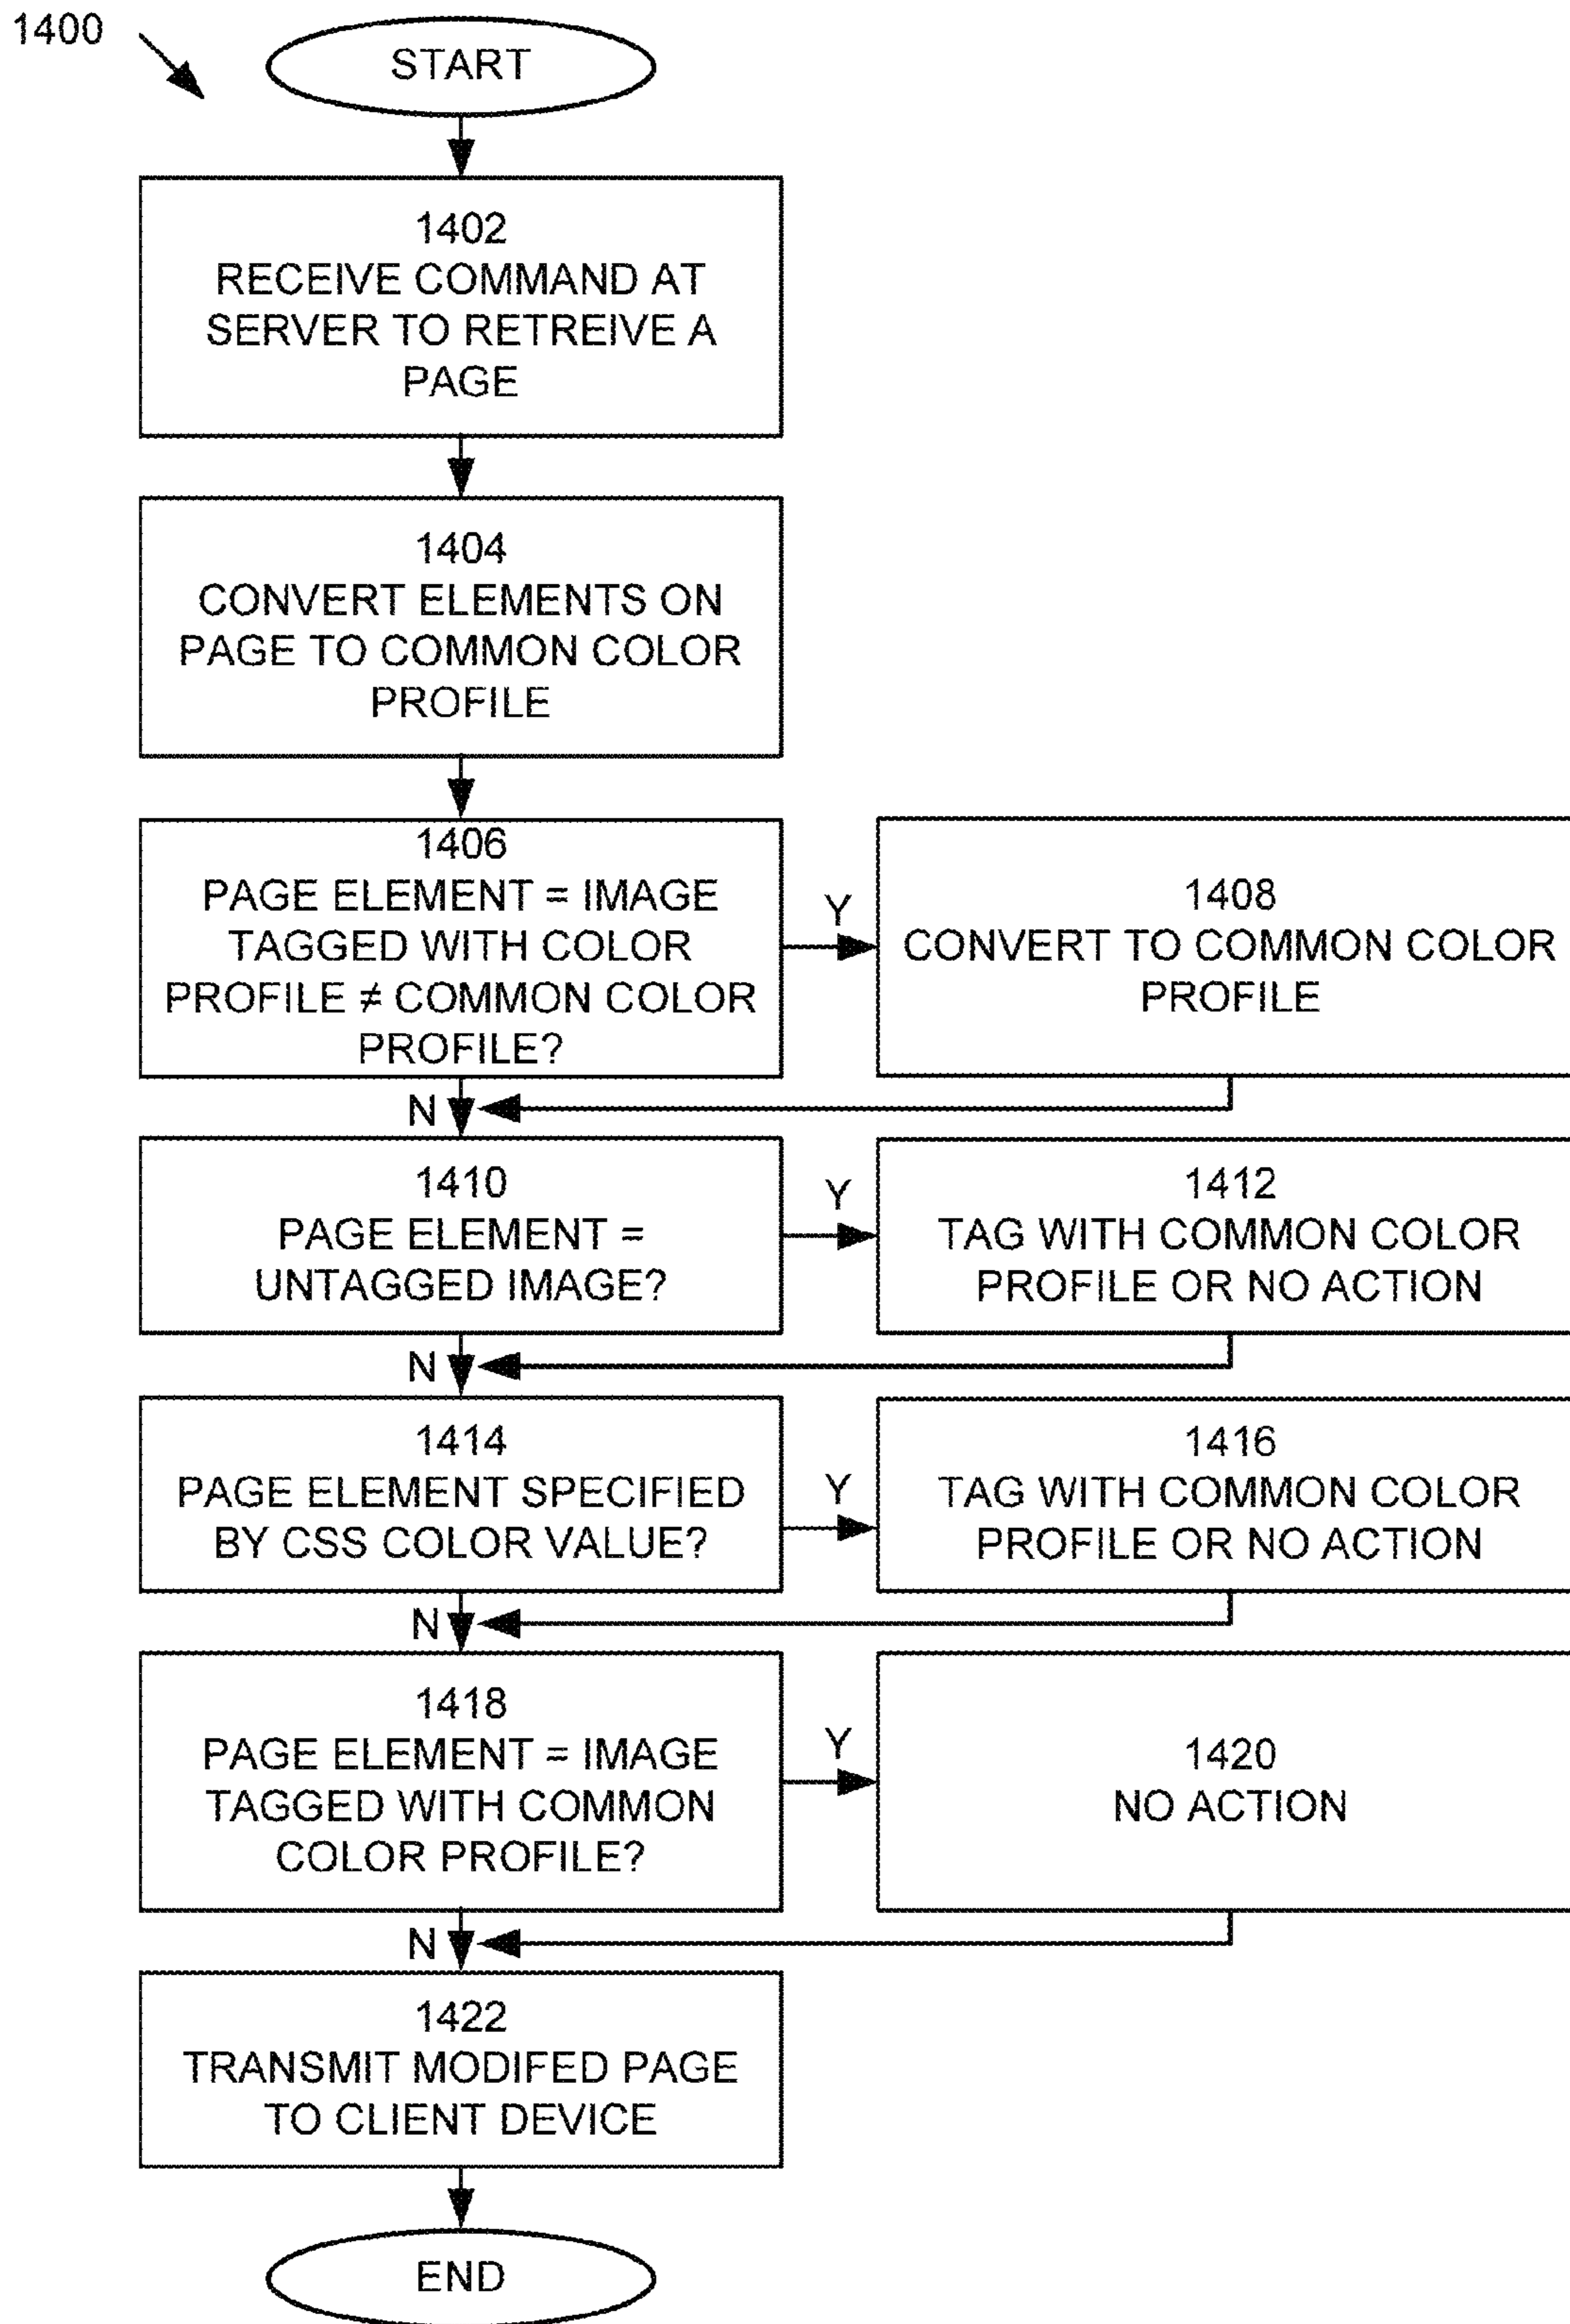 1400
START
1402
RECEIVE COMMAND AT
SERVER TO RETREIVE A
PAGE
1404
CONVERT ELEMENTS ON
PAGE TO COMMON COLOR
PROFILE
1406
PAGE ELEMENT = IMAGE
TAGGED WITH COLOR
PROFILE ≠ COMMON COLOR
PROFILE?
Y
1408
CONVERT TO COMMON COLOR
PROFILE
N
1410
PAGE ELEMENT =
UNTAGGED IMAGE?
Y
1412
TAG WITH COMMON COLOR
PROFILE OR NO ACTION
N
1414
PAGE ELEMENT SPECIFIED
BY CSS COLOR VALUE?
Y
1416
TAG WITH COMMON COLOR
PROFILE OR NO ACTION
N
1418
PAGE ELEMENT = IMAGE
TAGGED WITH COMMON
COLOR PROFILE?
Y
1420
NO ACTION
N
1422
TRANSMIT MODIFED PAGE
TO CLIENT DEVICE
END